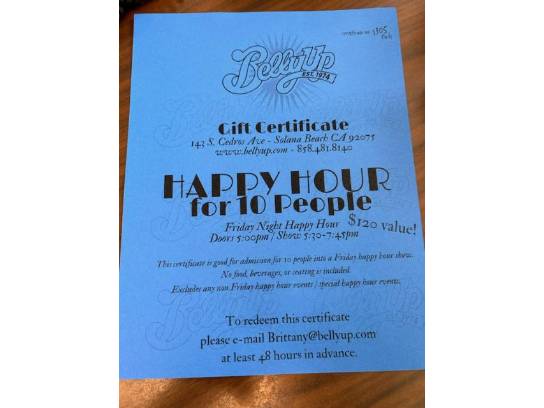 1805
BellyUp
EST. 1974
Gift Certificate
143 S. Cedros Ave - Solana Beach CA 92075
www.bellyup.com - 858.481.8140
HAPPY HOUR
for 10 People
Friday Night Happy Hour $120 value!
Doors 5:00pm / Show 5:30-7:45pm
This certificate is good for admission for 10 people into a Friday happy hour show.
No food, beverages, or seating is included.
Excludes any non Friday happy hour events / special happy hour events.
To redeem this certificate
please e-mail Brittany@bellyup.com
at least 48 hours in advance.